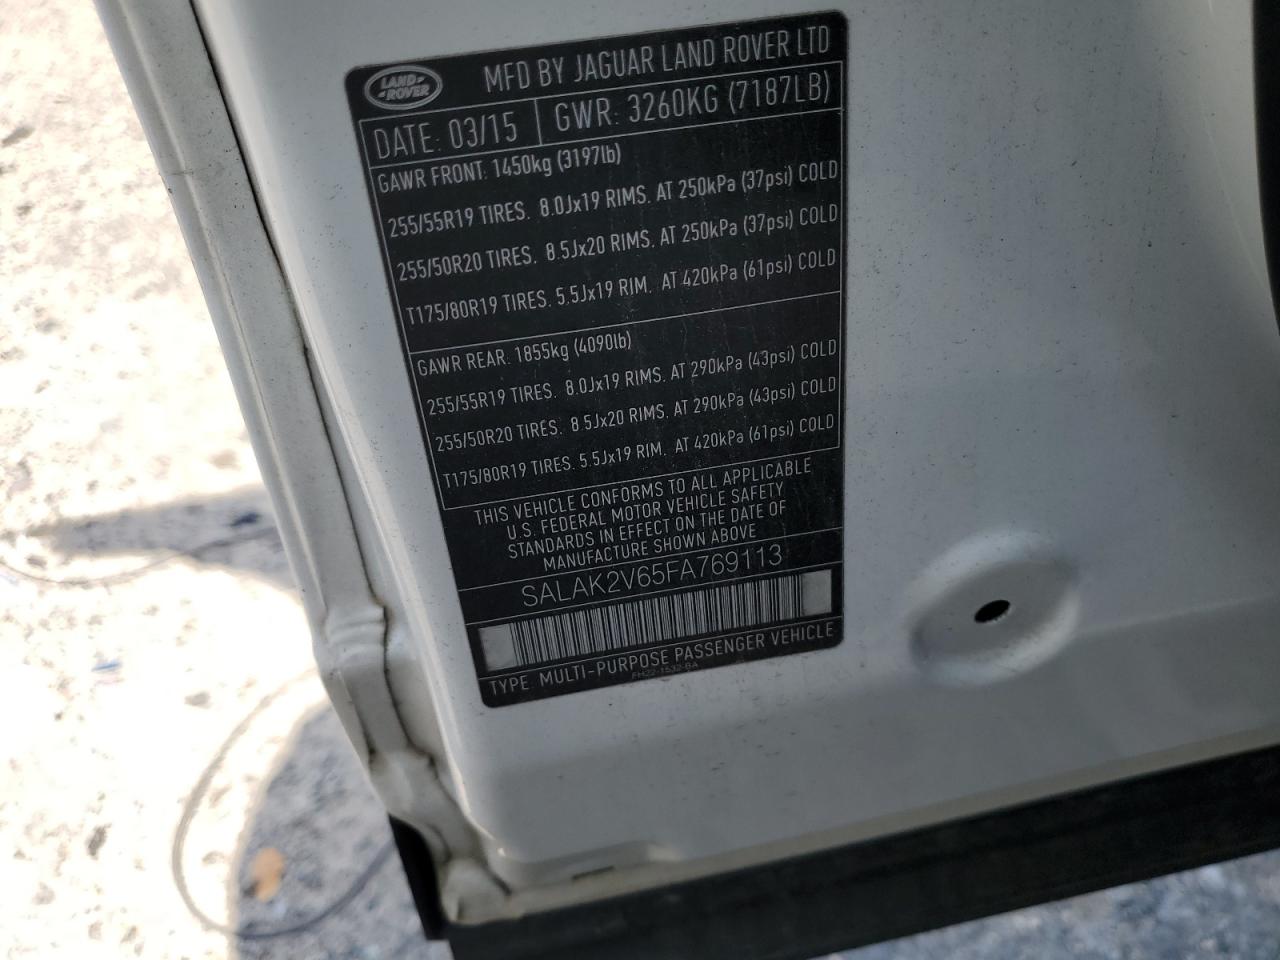 LAND-
-ROVER
MFD BY JAGUAR LAND ROVER LTD
DATE: 03/15 GWR: 3260KG (7187LB)
GAWR FRONT: 1450kg (3197lb)
255/55R19 TIRES. 8.0Jx19 RIMS. AT 250kPa (37psi) COLD
255/50R20 TIRES. 8.5Jx20 RIMS. AT 250kPa (37psi) COLD
T175/80R19 TIRES. 5.5Jx19 RIM. AT 420kPa (61psi) COLD
GAWR REAR: 1855kg (4090lb)
255/55R19 TIRES. 8.0Jx19 RIMS. AT 290kPa (43psi) COLD
255/50R20 TIRES. 8.5Jx20 RIMS. AT 290kPa (43psi) COLD
T175/80R19 TIRES. 5.5Jx19 RIM. AT 420kPa (61psi) COLD
THIS VEHICLE CONFORMS TO ALL APPLICABLE
U.S. FEDERAL MOTOR VEHICLE SAFETY
STANDARDS IN EFFECT ON THE DATE OF
MANUFACTURE SHOWN ABOVE
SALAK2V65FA769113
TYPE. MULTI-PURPOSE PASSENGER VEHICLE
FH22-1532-BA